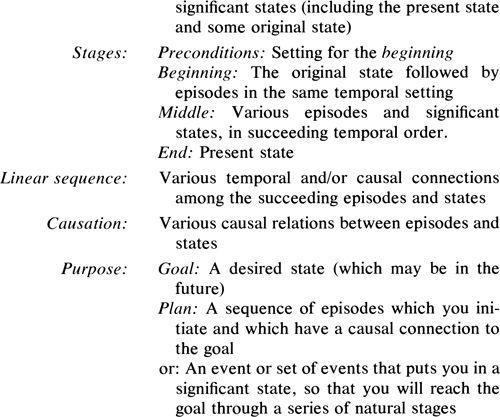 significant states (including the present state
and some original state)
Stages: Preconditions: Setting for the beginning
Beginning: The original state followed by
episodes in the same temporal setting
Middle: Various episodes and significant
states, in succeeding temporal order.
End: Present state
Linear sequence: Various temporal and/or causal connections
among the succeeding episodes and states
Causation: Various causal relations between episodes and
states
Purpose: Goal: A desired state (which may be in the
future)
Plan: A sequence of episodes which you ini-
tiate and which have a causal connection to
the goal
or: An event or set of events that puts you in a
significant state, so that you will reach the
goal through a series of natural stages